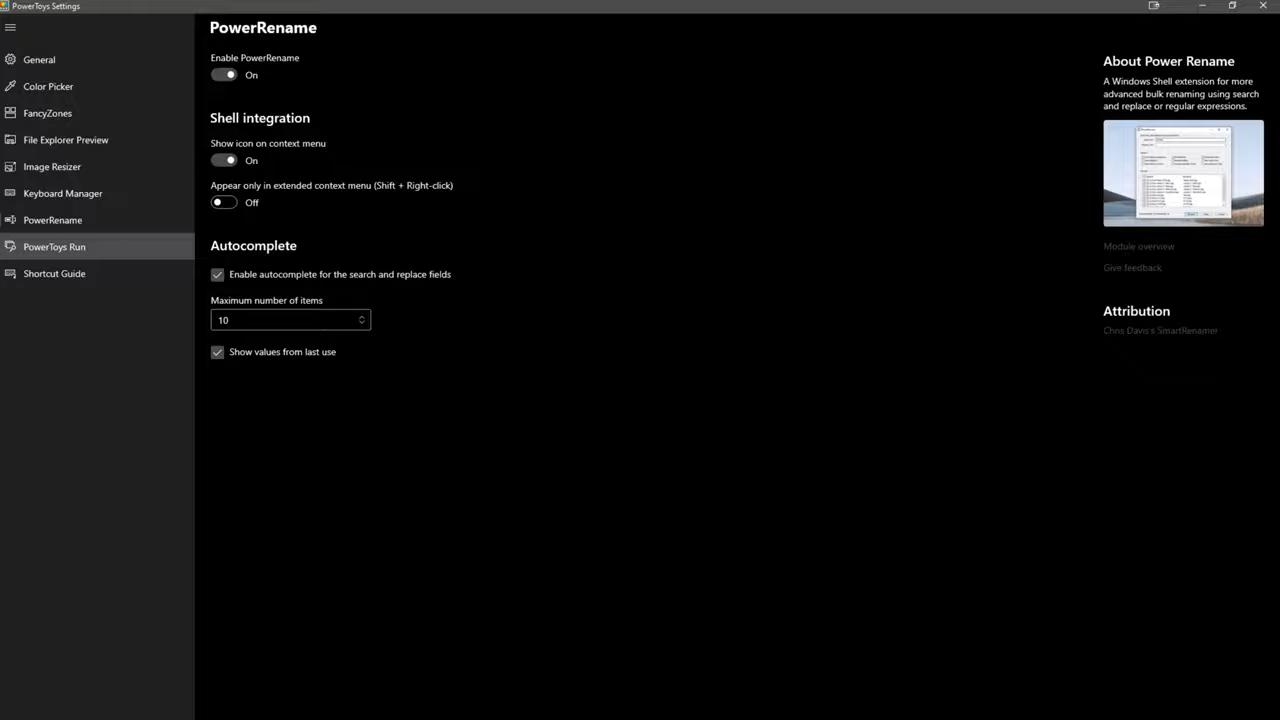 PowerToys Settings
General
Color Picker
FancyZones
File Explorer Preview
Image Resizer
Keyboard Manager
PowerRename
PowerToys Run
Shortcut Guide
PowerRename
Enable PowerRename
On
Shell integration
Show icon on context menu
On
Appear only in extended context menu (Shift + Right-click)
Off
Autocomplete
Enable autocomplete for the search and replace fields
Maximum number of items
10
Show values from last use
About Power Rename
A Windows Shell extension for more
advanced bulk renaming using search
and replace or regular expressions.
Module overview
Give feedback
Attribution
Chris Davis's SmartRenamer